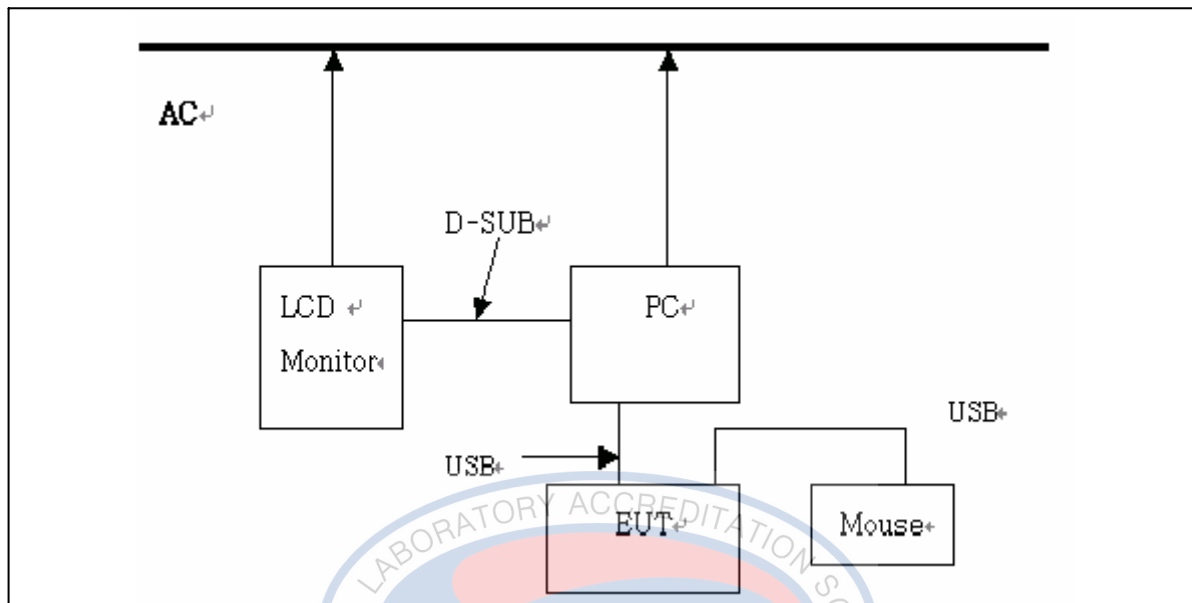 AC
D-SUB
LCD
Monitor
PC
USB
USB
EUT
Mouse
LABORATORY ACCREDITATION